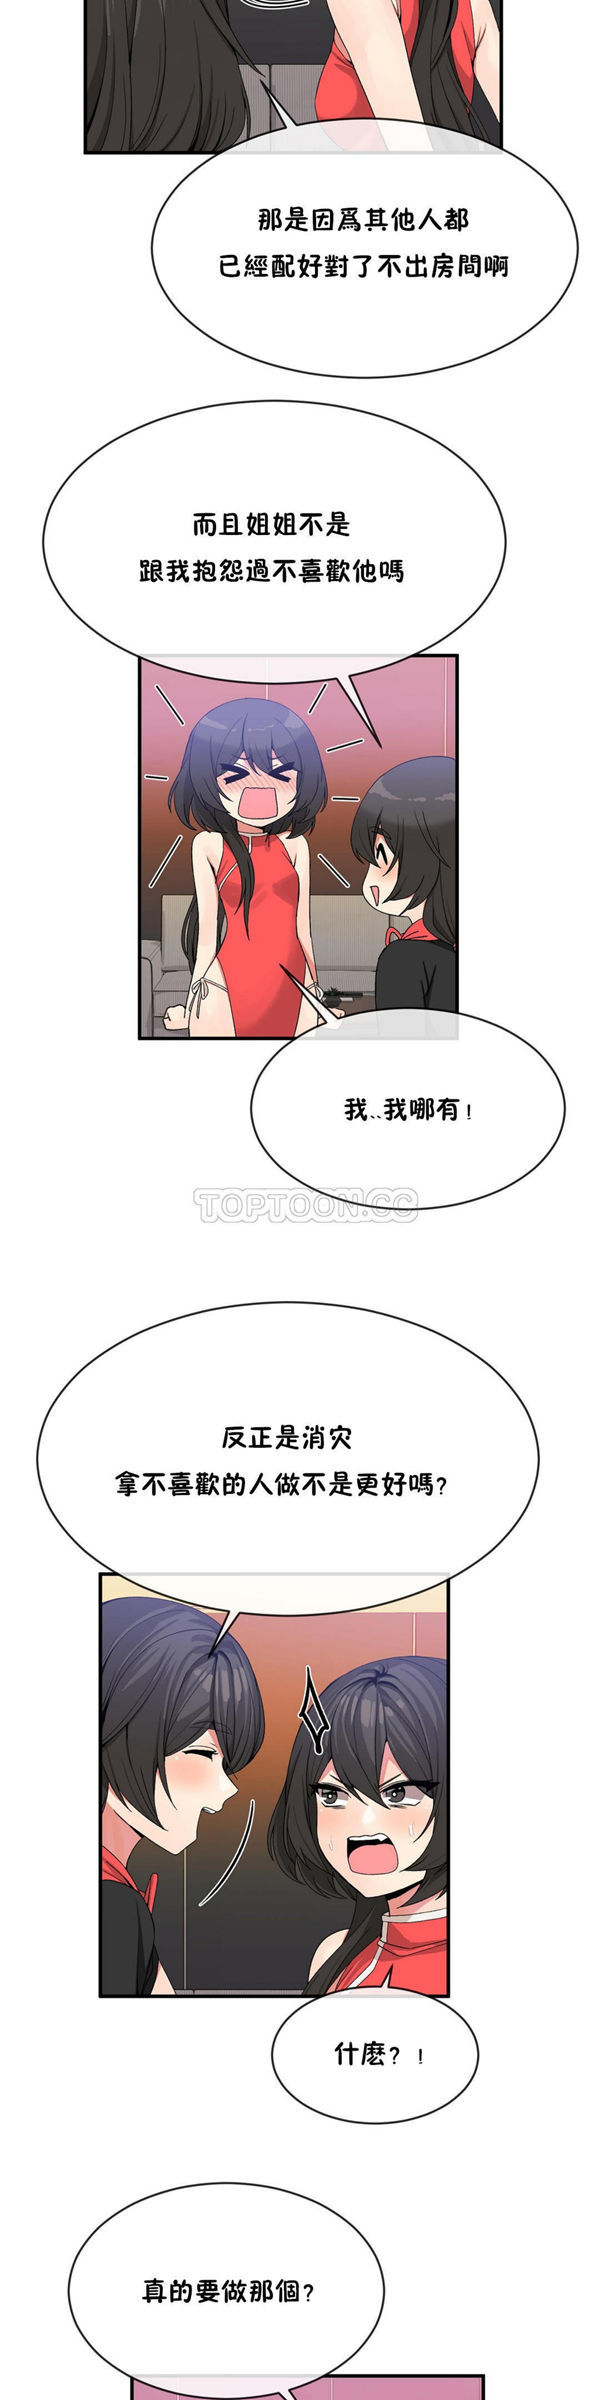 那是因爲其他人都
已經配好對了不出房間啊
而且姐姐不是
跟我抱怨過不喜歡他嗎
我..我哪有!
TOPTOON.CC
反正是消灾
拿不喜歡的人做不是更好嗎?
什麽?!
真的要做那個?